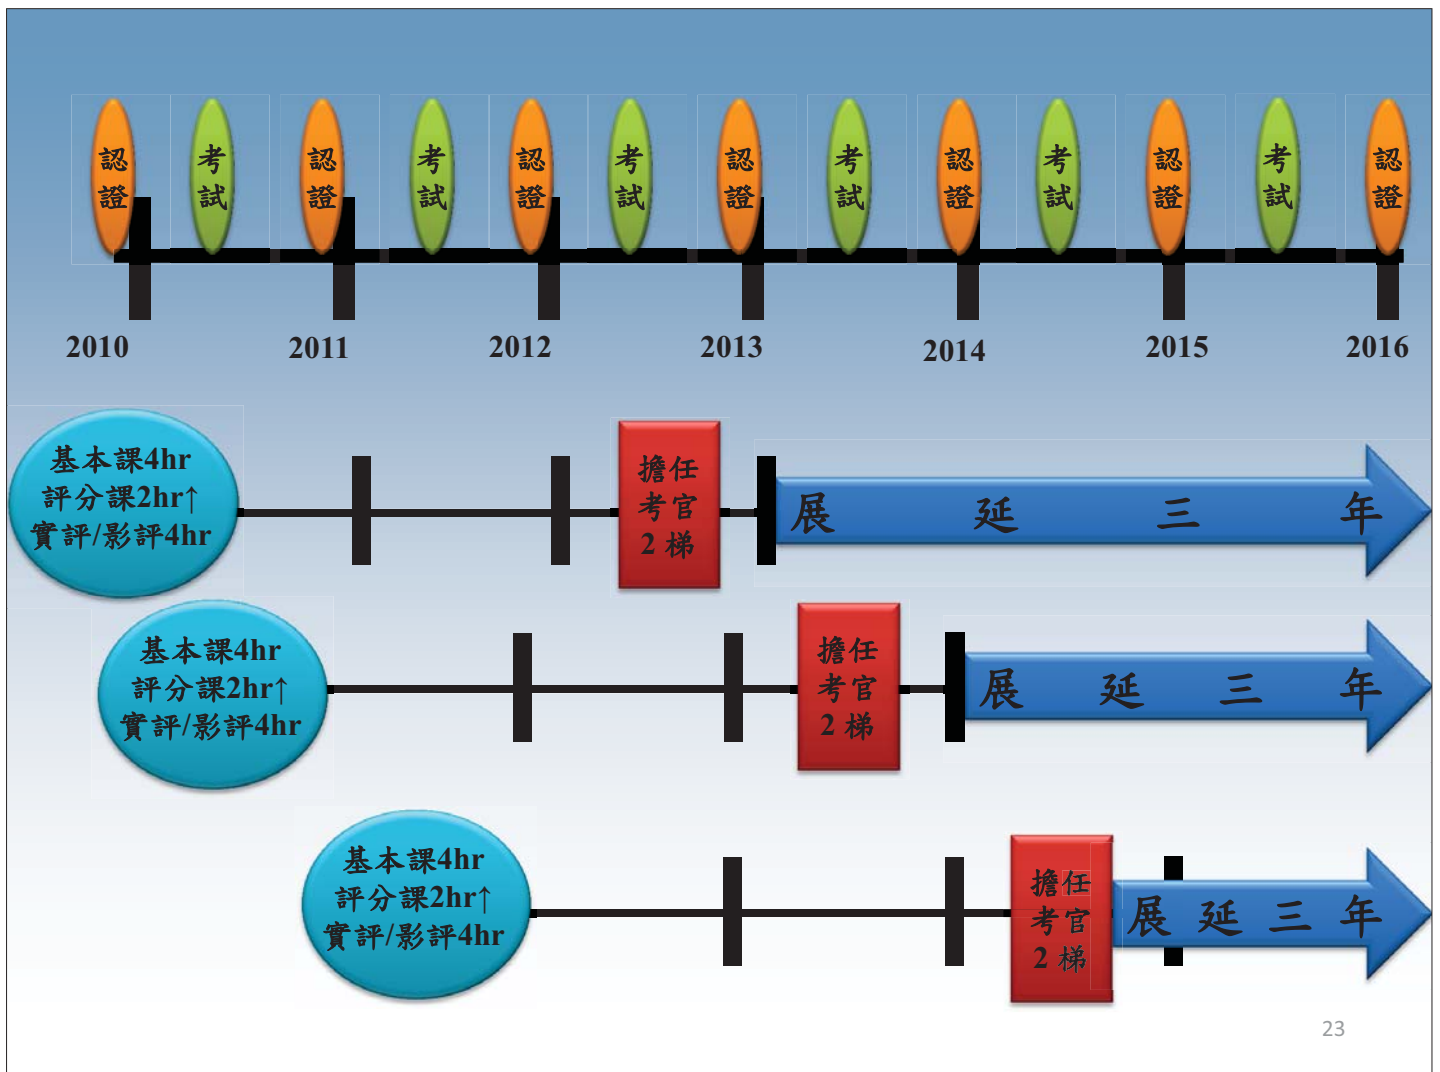 認證
考試
認證
考試
認證
考試
認證
考試
認證
考試
認證
考試
認證
2010
2011
2012
2013
2014
2015
2016
基本課4hr
評分課2hr↑
實評/影評4hr
擔任
考官
2 梯
展 延 三 年
基本課4hr
評分課2hr↑
實評/影評4hr
擔任
考官
2 梯
展 延 三 年
基本課4hr
評分課2hr↑
實評/影評4hr
擔任
考官
2 梯
展 延 三 年
23